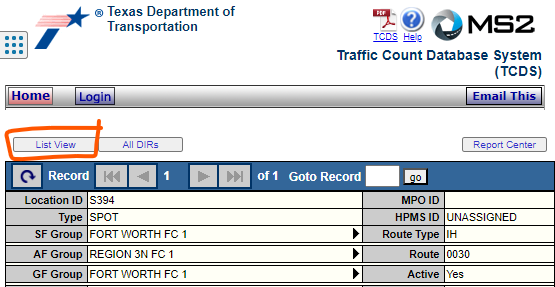 ® Texas Department of
Transportation
PDF
TCDS Help
MS2
Traffic Count Database System
(TCDS)
Home Login Email This
List View All DIRs Report Center
Record 1 of 1 Goto Record go
Location ID S394 MPO ID
Type SPOT HPMS ID UNASSIGNED
SF Group FORT WORTH FC 1 Route Type IH
AF Group REGION 3N FC 1 Route 0030
GF Group FORT WORTH FC 1 Active Yes